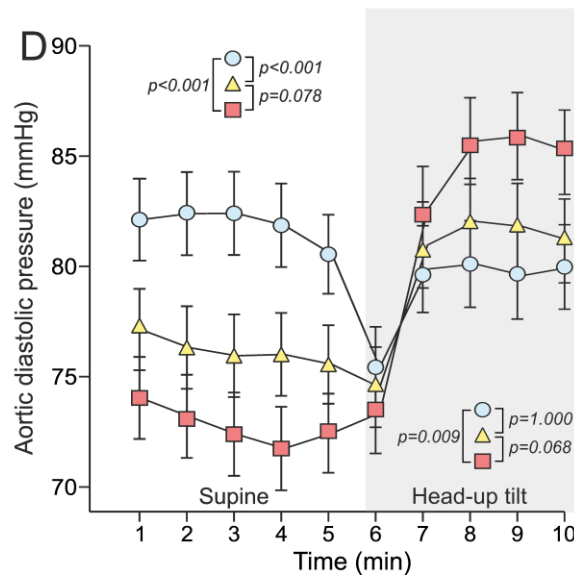 D
90
85
80
75
70
Aortic diastolic pressure (mmHg)
p<0.001
p<0.001
p=0.078
p=0.009
p=1.000
p=0.068
Supine
Head-up tilt
1 2 3 4 5 6 7 8 9 10
Time (min)